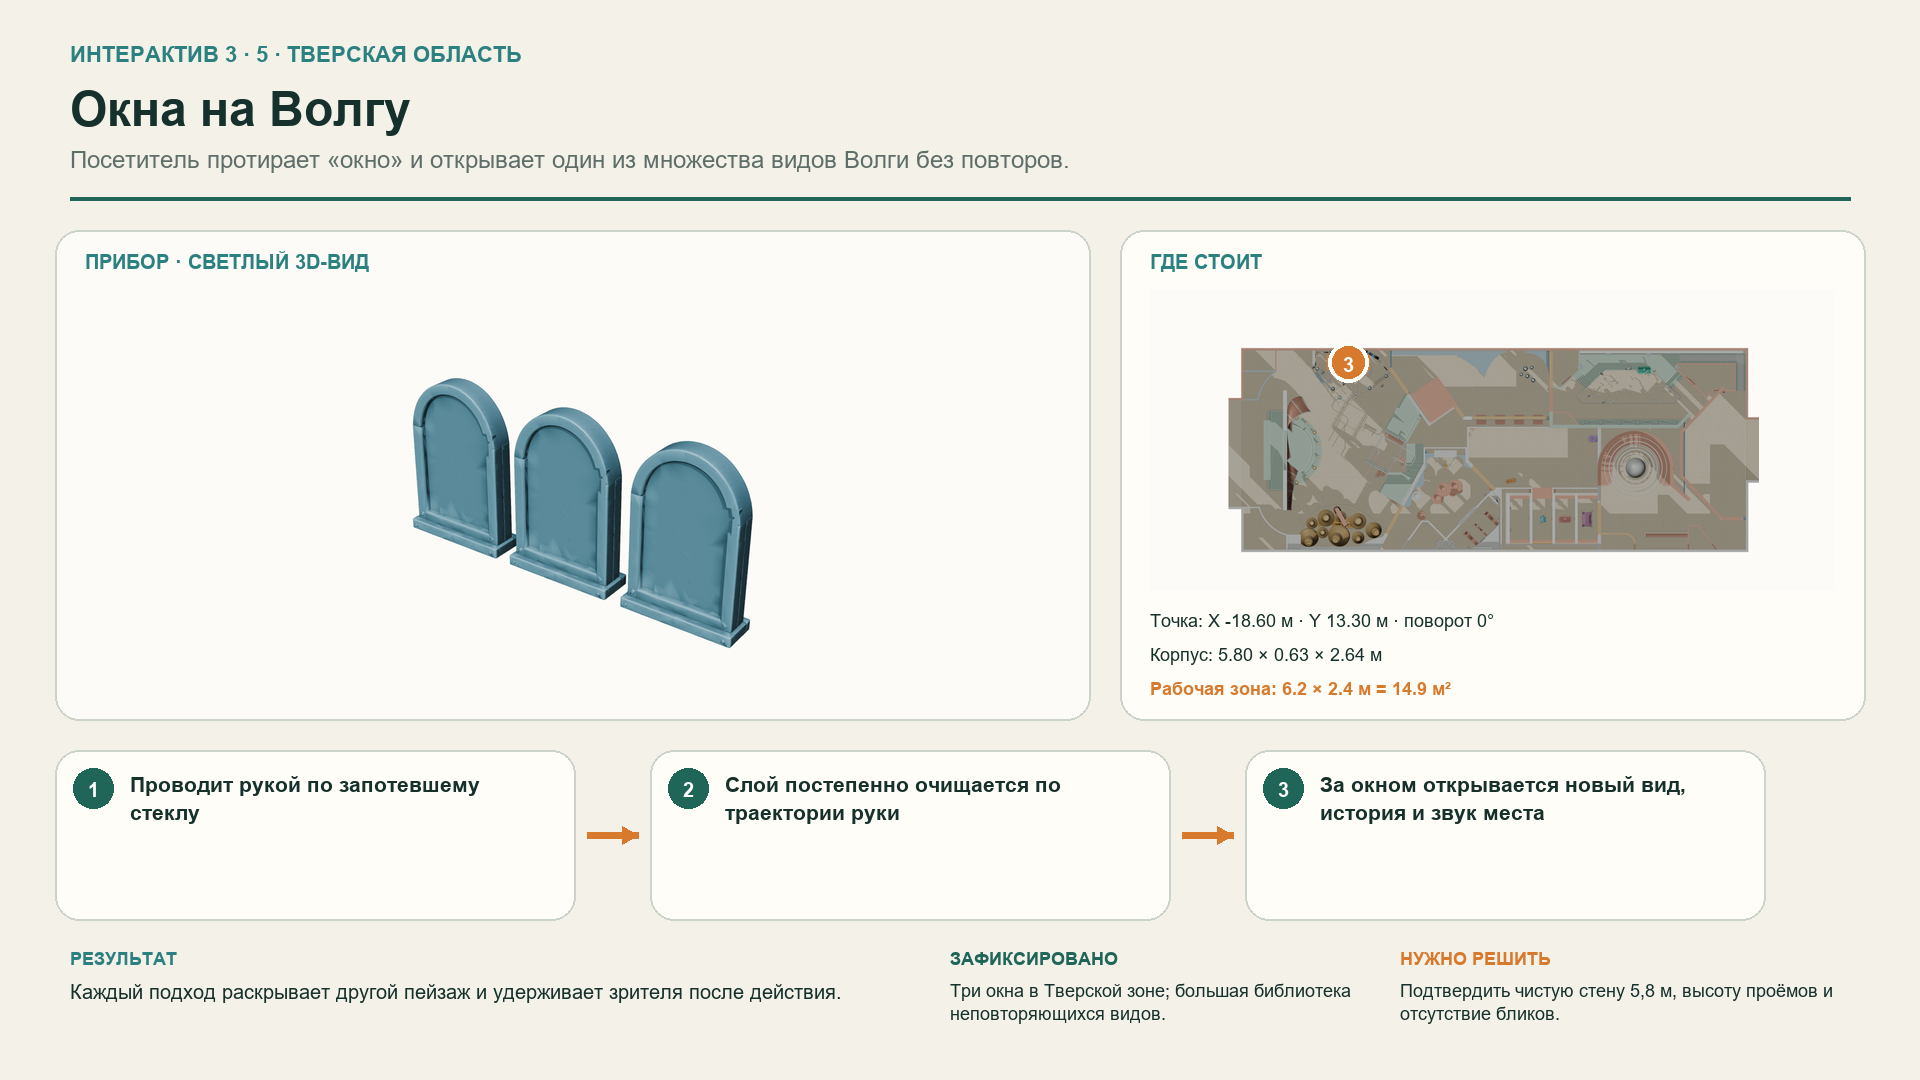 ИНТЕРАКТИВ 3 · 5 · ТВЕРСКАЯ ОБЛАСТЬ
Окна на Волгу
Посетитель протирает «окно» и открывает один из множества видов Волги без повторов.
ПРИБОР · СВЕТЛЫЙ 3D-ВИД
ГДЕ СТОИТ
3
Точка: X -18.60 м · Y 13.30 м · поворот 0°
Корпус: 5.80 × 0.63 × 2.64 м
Рабочая зона: 6.2 × 2.4 м = 14.9 м²
1
Проводит рукой по запотевшему
стеклу
2
Слой постепенно очищается по
траектории руки
3
За окном открывается новый вид,
история и звук места
РЕЗУЛЬТАТ
Каждый подход раскрывает другой пейзаж и удерживает зрителя после действия.
ЗАФИКСИРОВАНО
Три окна в Тверской зоне; большая библиотека
неповторяющихся видов.
НУЖНО РЕШИТЬ
Подтвердить чистую стену 5,8 м, высоту проёмов и
отсутствие бликов.